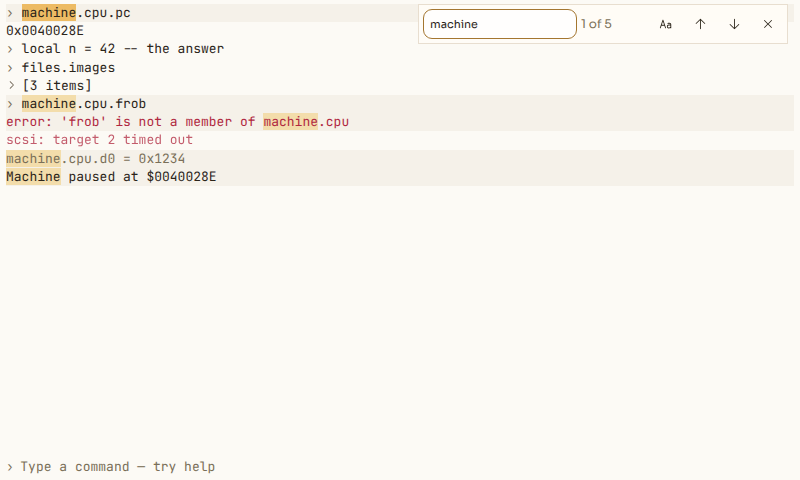 › machine.cpu.pc
machine
1 of 5
Aa
0x0040028E
› local n = 42 -- the answer
› files.images
› [3 items]
› machine.cpu.frob
error: 'frob' is not a member of machine.cpu
scsi: target 2 timed out
machine.cpu.d0 = 0x1234
Machine paused at $0040028E
› Type a command — try help